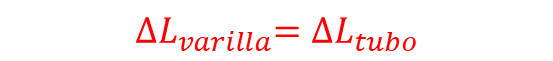 ΔL_varilla = ΔL_tubo